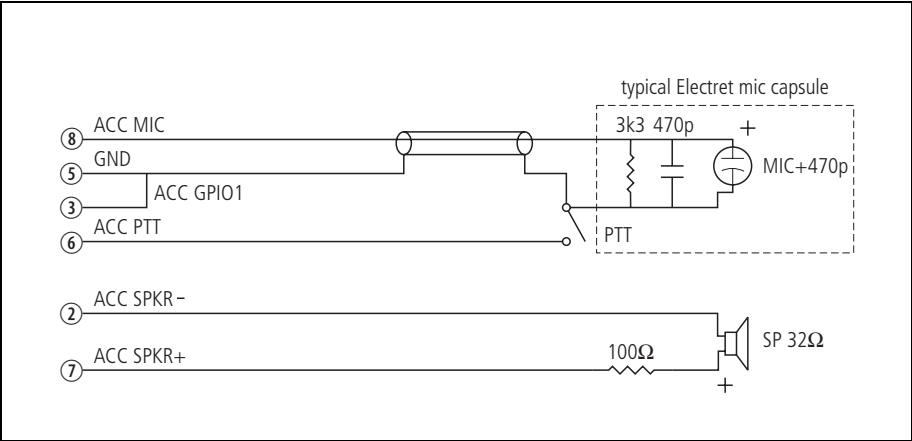 typical Electret mic capsule
8 ACC MIC
3k3 470p +
5 GND
MIC+470p
3 ACC GPIO1
6 ACC PTT
PTT
2 ACC SPKR-
SP 32Ω
7 ACC SPKR+
100Ω
+